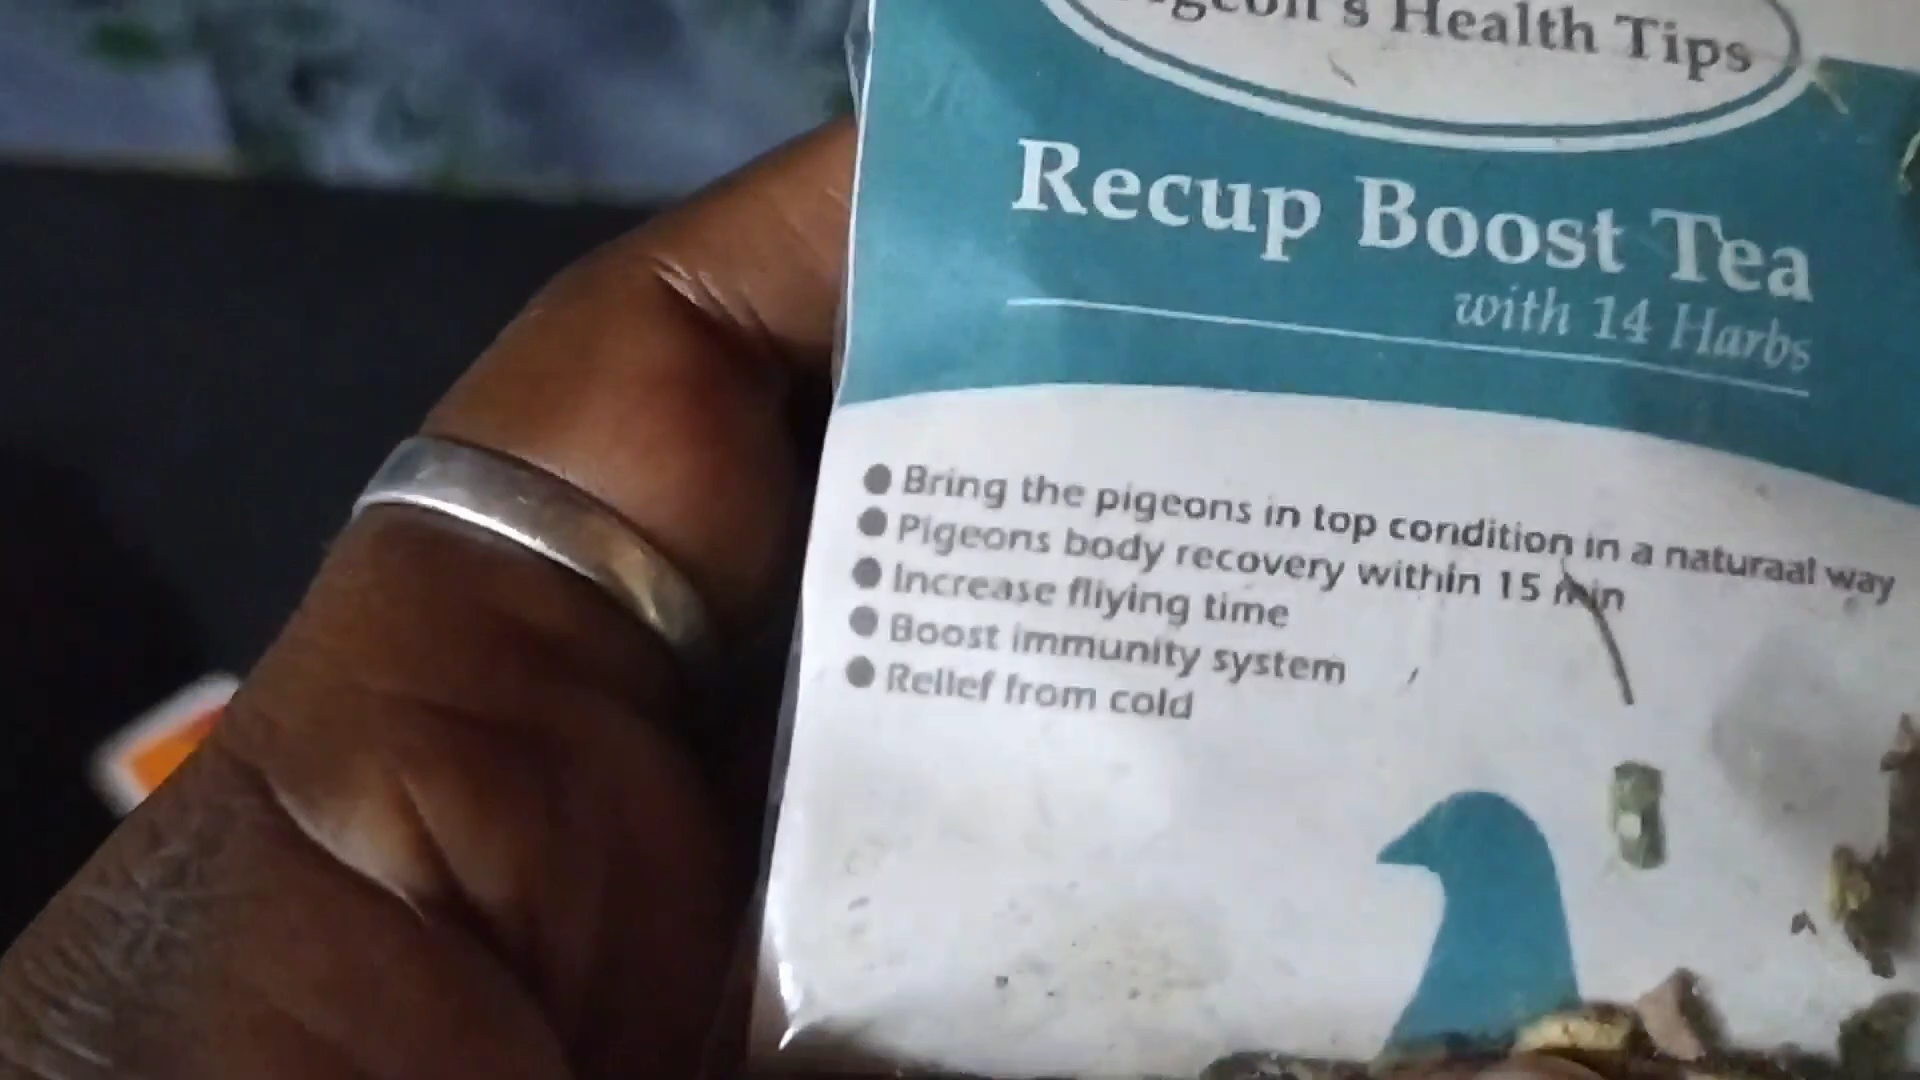 Health Tips
Recup Boost Tea
with 14 Harbs
Bring the pigeons in top condition in a naturaal way
Pigeons body recovery within 15 min
Increase fliying time
Boost immunity system
Relief from cold